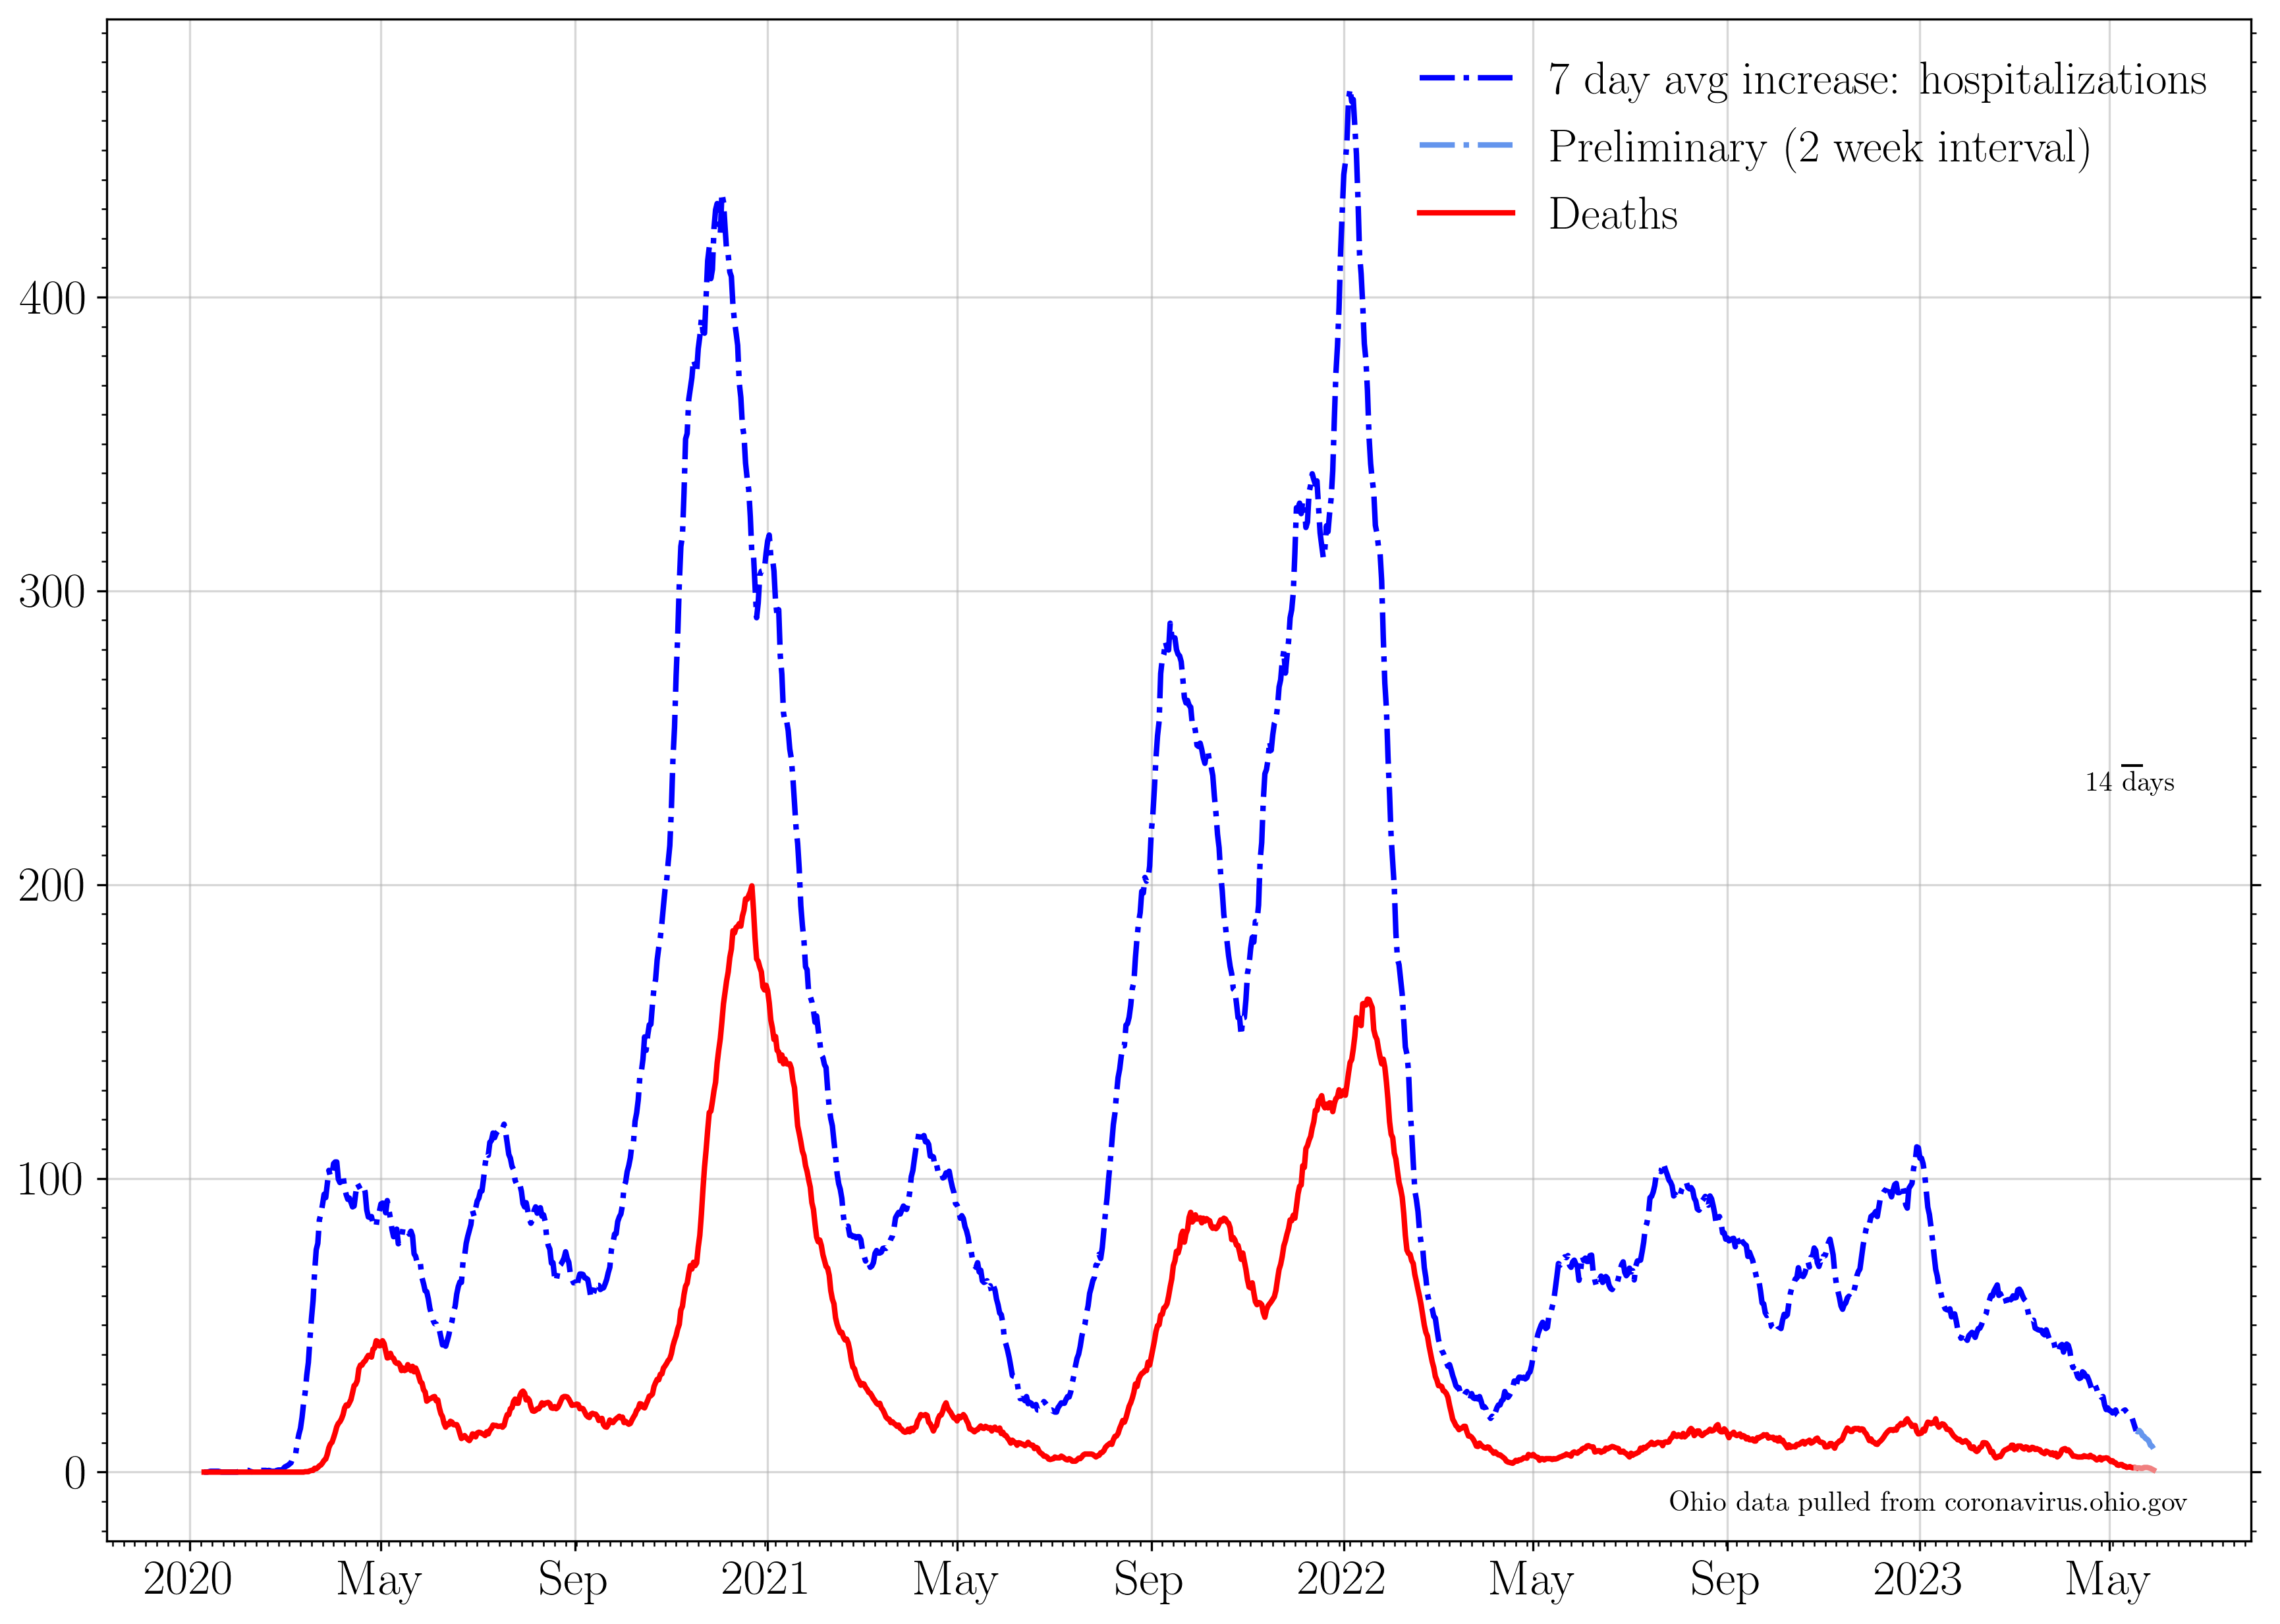 7 day avg increase: hospitalizations
Preliminary (2 week interval)
Deaths
400
300
14 days
200
100
0
Ohio data pulled from coronavirus.ohio.gov
2020 May Sep 2021 May Sep 2022 May Sep 2023 May